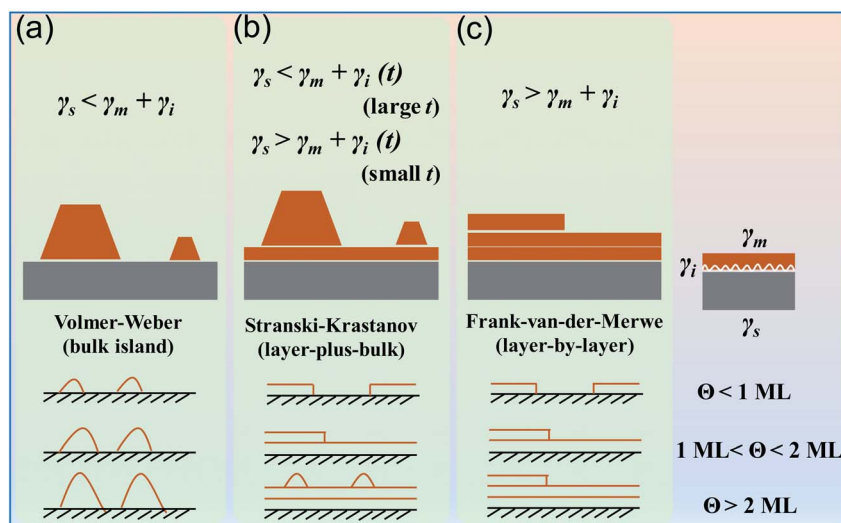 (a)
γs < γm + γi
Volmer-Weber
(bulk island)
(b)
γs < γm + γi (t)
(large t)
γs > γm + γi (t)
(small t)
Stranski-Krastanov
(layer-plus-bulk)
(c)
γs > γm + γi
Frank-van-der-Merwe
(layer-by-layer)
γm
γi
γs
Θ < 1 ML
1 ML< Θ < 2 ML
Θ > 2 ML